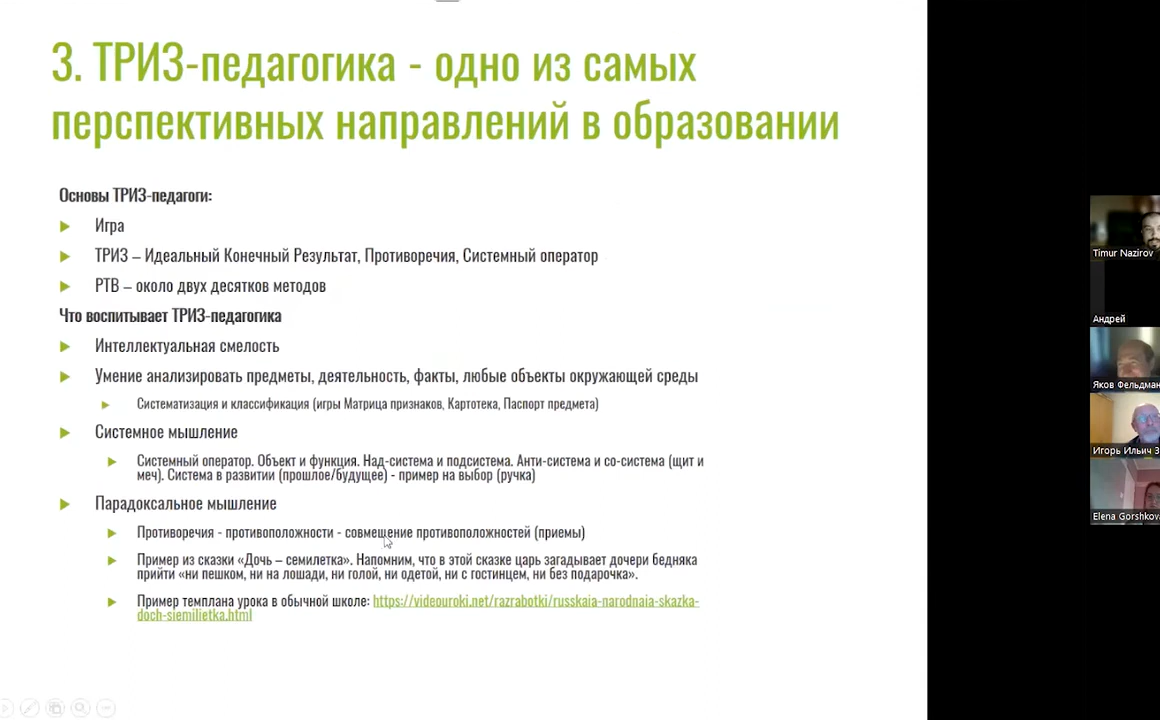 3. ТРИЗ-педагогика - одно из самых
перспективных направлений в образовании
Основы ТРИЗ-педагоги:
Игра
ТРИЗ – Идеальный Конечный Результат, Противоречия, Системный оператор
РТВ – около двух десятков методов
Что воспитывает ТРИЗ-педагогика
Интеллектуальная смелость
Умение анализировать предметы, деятельность, факты, любые объекты окружающей среды
Систематизация и классификация (игры Матрица признаков, Картотека, Паспорт предмета)
Системное мышление
Системный оператор. Объект и функция. Над-система и подсистема. Анти-система и со-система (щит и
меч). Система в развитии (прошлое/будущее) - пример на выбор (ручка)
Парадоксальное мышление
Противоречия - противоположности - совмещение противоположностей (приемы)
Пример из сказки «Дочь – семилетка». Напомним, что в этой сказке царь загадывает дочери бедняка
прийти «ни пешком, ни на лошади, ни голой, ни одетой, ни с гостинцем, ни без подарочка».
Пример темплана урока в обычной школе: https://videouroki.net/razrabotki/russkaia-narodnaia-skazka-
doch-siemilietka.html
Timur Nazirov
Андрей
Яков Фельдман
Игорь Ильич З
Elena Gorshkova